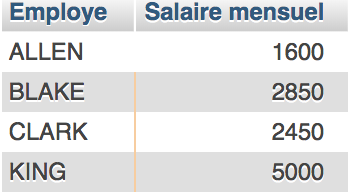 Employe Salaire mensuel
ALLEN 1600
BLAKE 2850
CLARK 2450
KING 5000